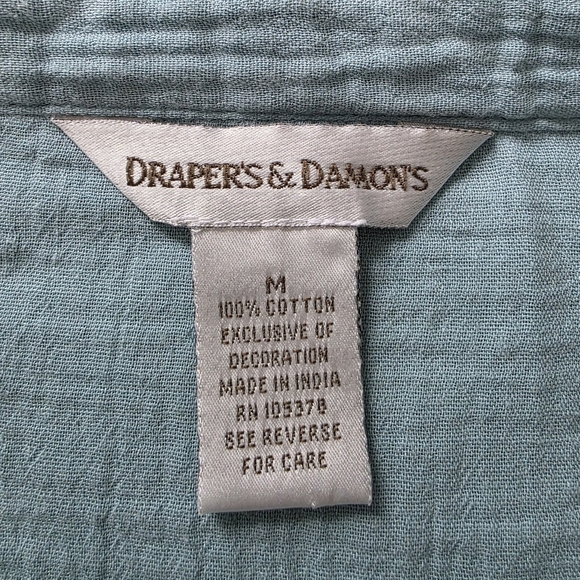 DRAPER'S & DAMON'S
M
100% COTTON
EXCLUSIVE OF
DECORATION
MADE IN INDIA
RN 105378
SEE REVERSE
FOR CARE